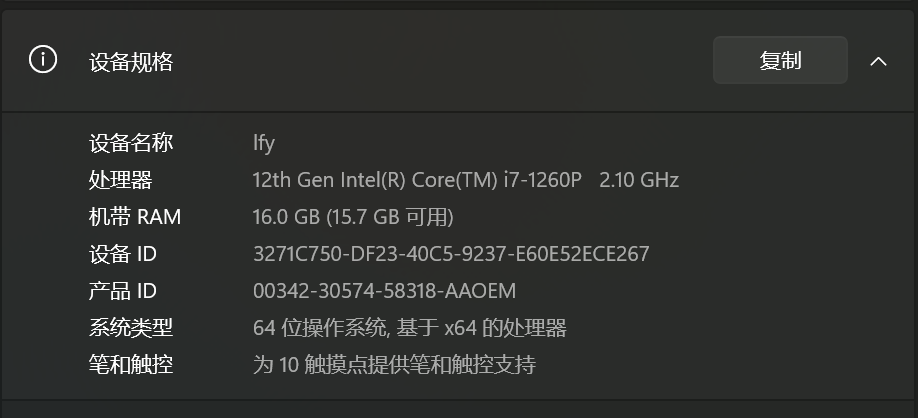 设备规格 复制
设备名称 lfy
处理器 12th Gen Intel(R) Core(TM) i7-1260P 2.10 GHz
机带 RAM 16.0 GB (15.7 GB 可用)
设备 ID 3271C750-DF23-40C5-9237-E60E52ECE267
产品 ID 00342-30574-58318-AAOEM
系统类型 64 位操作系统, 基于 x64 的处理器
笔和触控 为 10 触摸点提供笔和触控支持